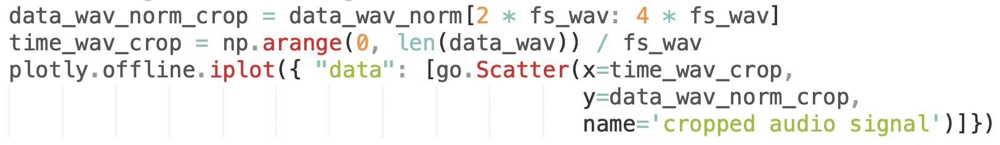 data_wav_norm_crop = data_wav_norm[2 * fs_wav: 4 * fs_wav]
time_wav_crop = np.arange(0, len(data_wav)) / fs_wav
plotly.offline.iplot({ "data": [go.Scatter(x=time_wav_crop,
y=data_wav_norm_crop,
name='cropped audio signal')]})